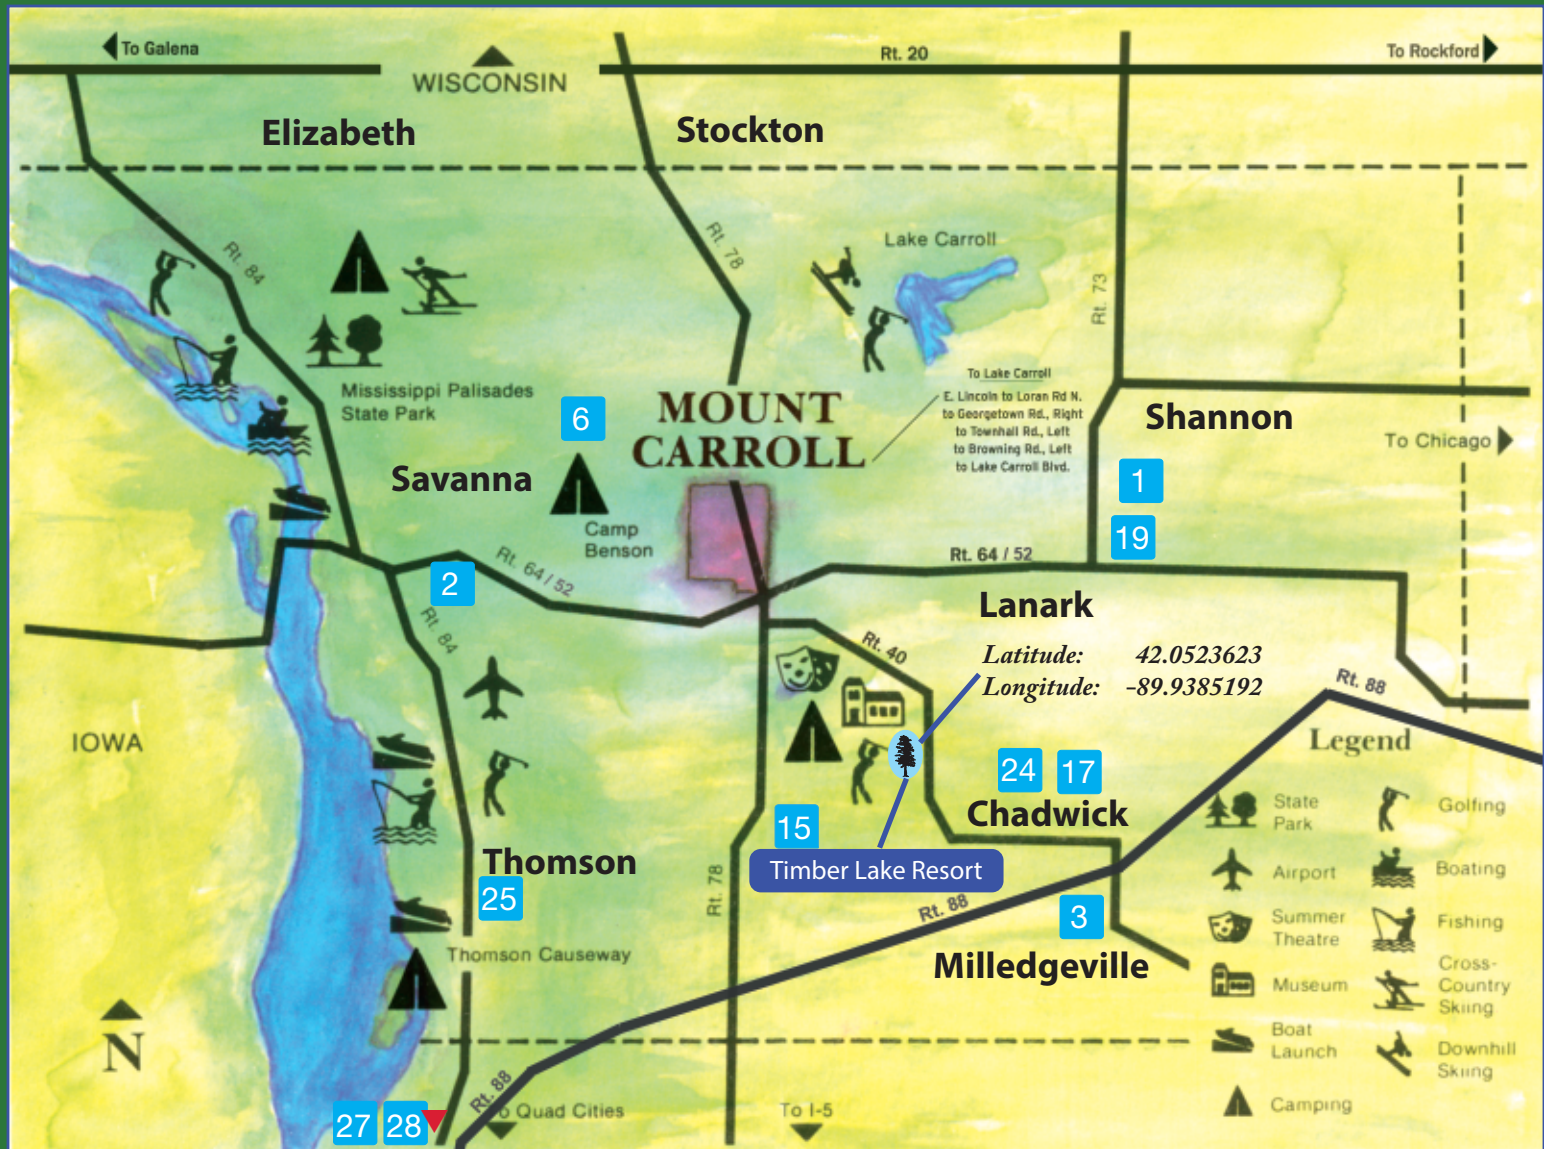 To Galena
WISCONSIN
Rt. 20
To Rockford
Elizabeth
Stockton
Rt. 84
Rt. 78
Lake Carroll
Rt. 73
Mississippi Palisades
State Park
6
MOUNT
CARROLL
To Lake Carroll
E. Lincoln to Loran Rd N.
to Georgetown Rd., Right
to Townhall Rd., Left
to Browning Rd., Left
to Lake Carroll Blvd.
Shannon
To Chicago
Savanna
1
19
Camp
Benson
Rt. 64 / 52
Rt. 64 / 52
2
Rt. 84
Lanark
Latitude: 42.0523623
Longitude: -89.9385192
Rt. 40
Rt. 88
IOWA
24
17
Chadwick
15
Timber Lake Resort
Thomson
25
Rt. 78
Rt. 88
3
Milledgeville
Thomson Causeway
N
Rt. 88
27
28
o Quad Cities
To I-5
Legend
State
Park
Golfing
Airport
Boating
Summer
Theatre
Fishing
Museum
Cross-
Country
Skiing
Boat
Launch
Downhill
Skiing
Camping